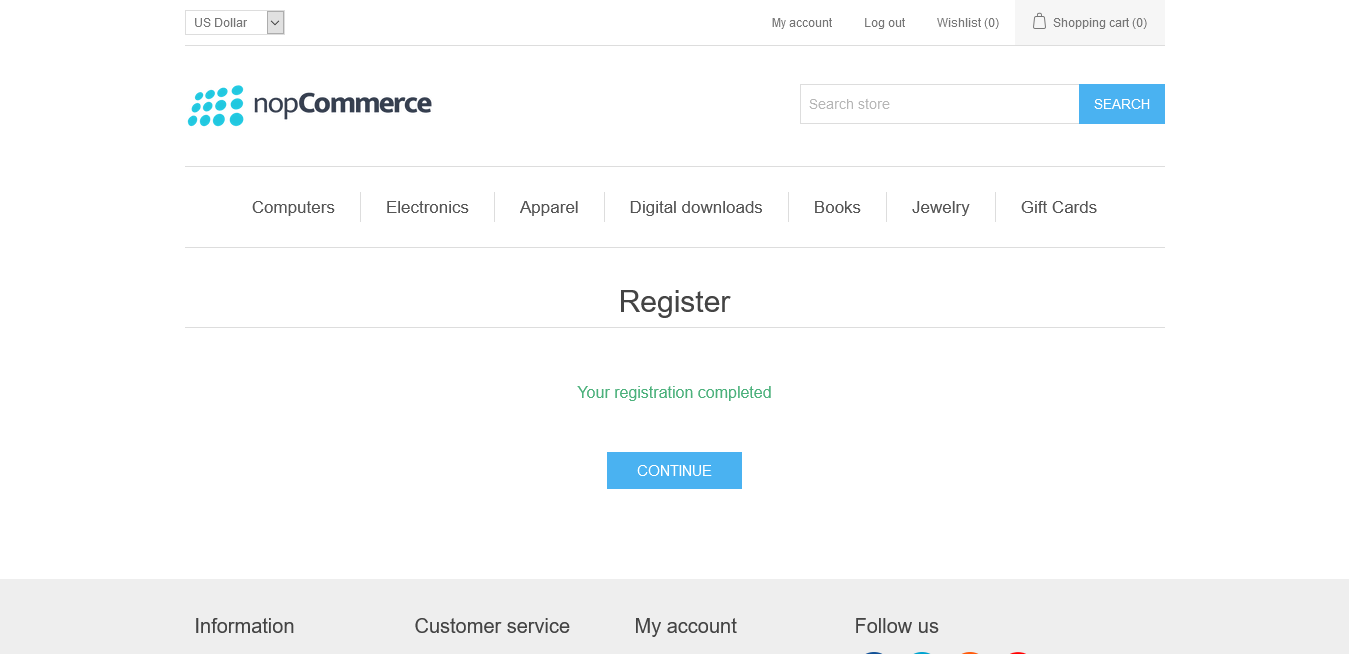 US Dollar
My account
Log out
Wishlist (0)
Shopping cart (0)
nopCommerce
Search store
SEARCH
Computers
Electronics
Apparel
Digital downloads
Books
Jewelry
Gift Cards
Register
Your registration completed
CONTINUE
Information
Customer service
My account
Follow us